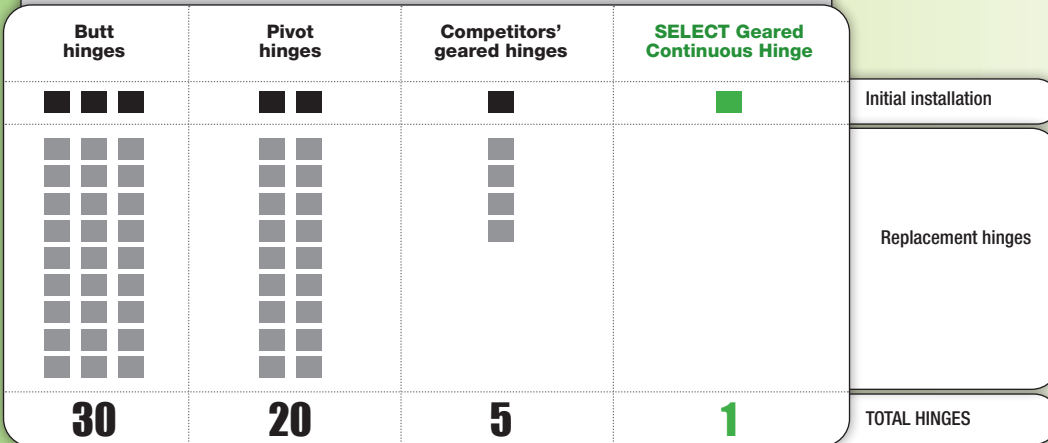 Butt
hinges
Pivot
hinges
Competitors’
geared hinges
SELECT Geared
Continuous Hinge
Initial installation
Replacement hinges
30
20
5
1
TOTAL HINGES